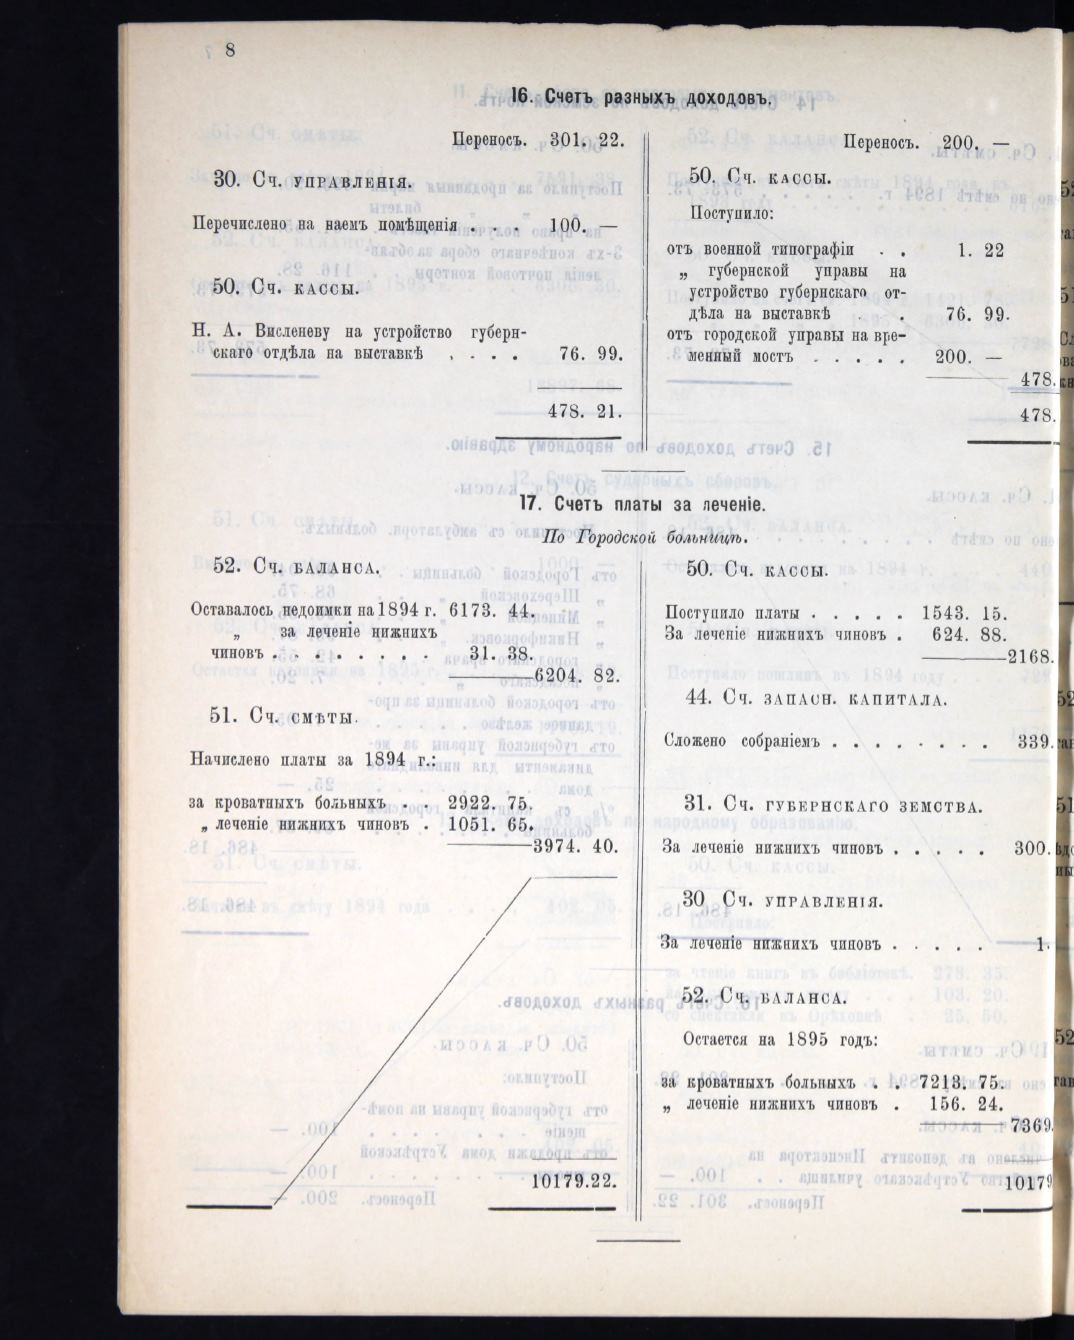 8
16. Счетъ разныхъ доходовъ.
Переносъ. 301. 22.
30. Сч. управленія.
Перечислено на наемъ помѣщенія . . . 100. —
50. Сч. кассы.
Н. А. Висленеву на устройство губерн-
скаго отдѣла на выставкѣ . . . . 76. 99.
478. 21.
Переносъ. 200. —
50. Сч. кассы.
Поступило:
отъ военной типографіи . . 1. 22
„ губернской управы на
устройство губернскаго от-
дѣла на выставкѣ . . 76. 99.
отъ городской управы на вре-
менный мостъ . . . . . 200. —
478.
478.
17. Счетъ платы за леченіе.
По Городской больницѣ.
52. Сч. баланса.
Оставалось недоимки на 1894 г. 6173. 44.
„ за леченіе нижнихъ
чиновъ . . . . . . . . 31. 38.
6204. 82.
51. Сч. смѣты.
Начислено платы за 1894 г.:
за кроватныхъ больныхъ . . 2922. 75.
„ леченіе нижнихъ чиновъ . 1051. 65.
3974. 40.
10179.22.
50. Сч. кассы.
Поступило платы . . . . . 1543. 15.
За леченіе нижнихъ чиновъ . 624. 88.
2168.
44. Сч. запасн. капитала.
Сложено собраніемъ . . . . . . . . 339.
31. Сч. губернскаго земства.
За леченіе нижнихъ чиновъ . . . . . 300.
30 Сч. управленія.
За леченіе нижнихъ чиновъ . . . . . 1.
52. Сч. баланса.
Остается на 1895 годъ:
за кроватныхъ больныхъ . . 7213. 75.
„ леченіе нижнихъ чиновъ . 156. 24.
7369.
10179